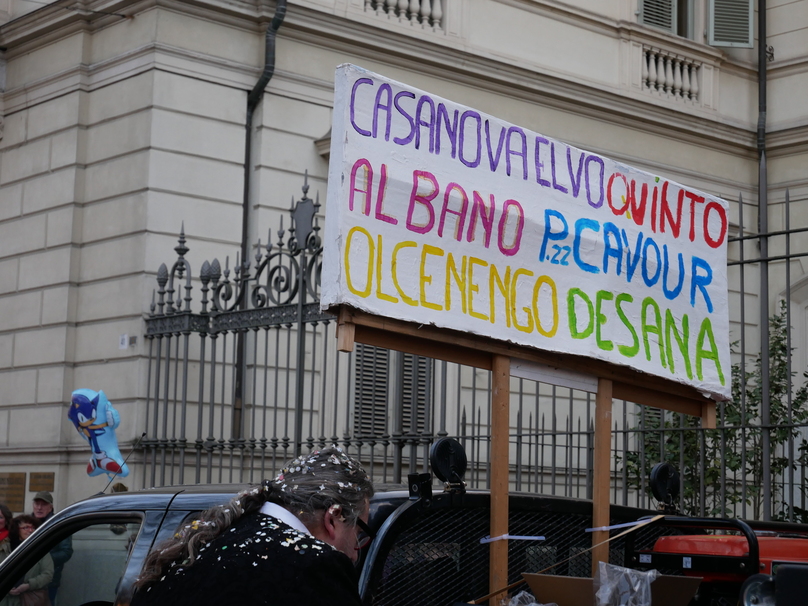 CASANOVA ELVO QUINTO
ALBANO P.22 CAVOUR
OLCENENGO DESANA